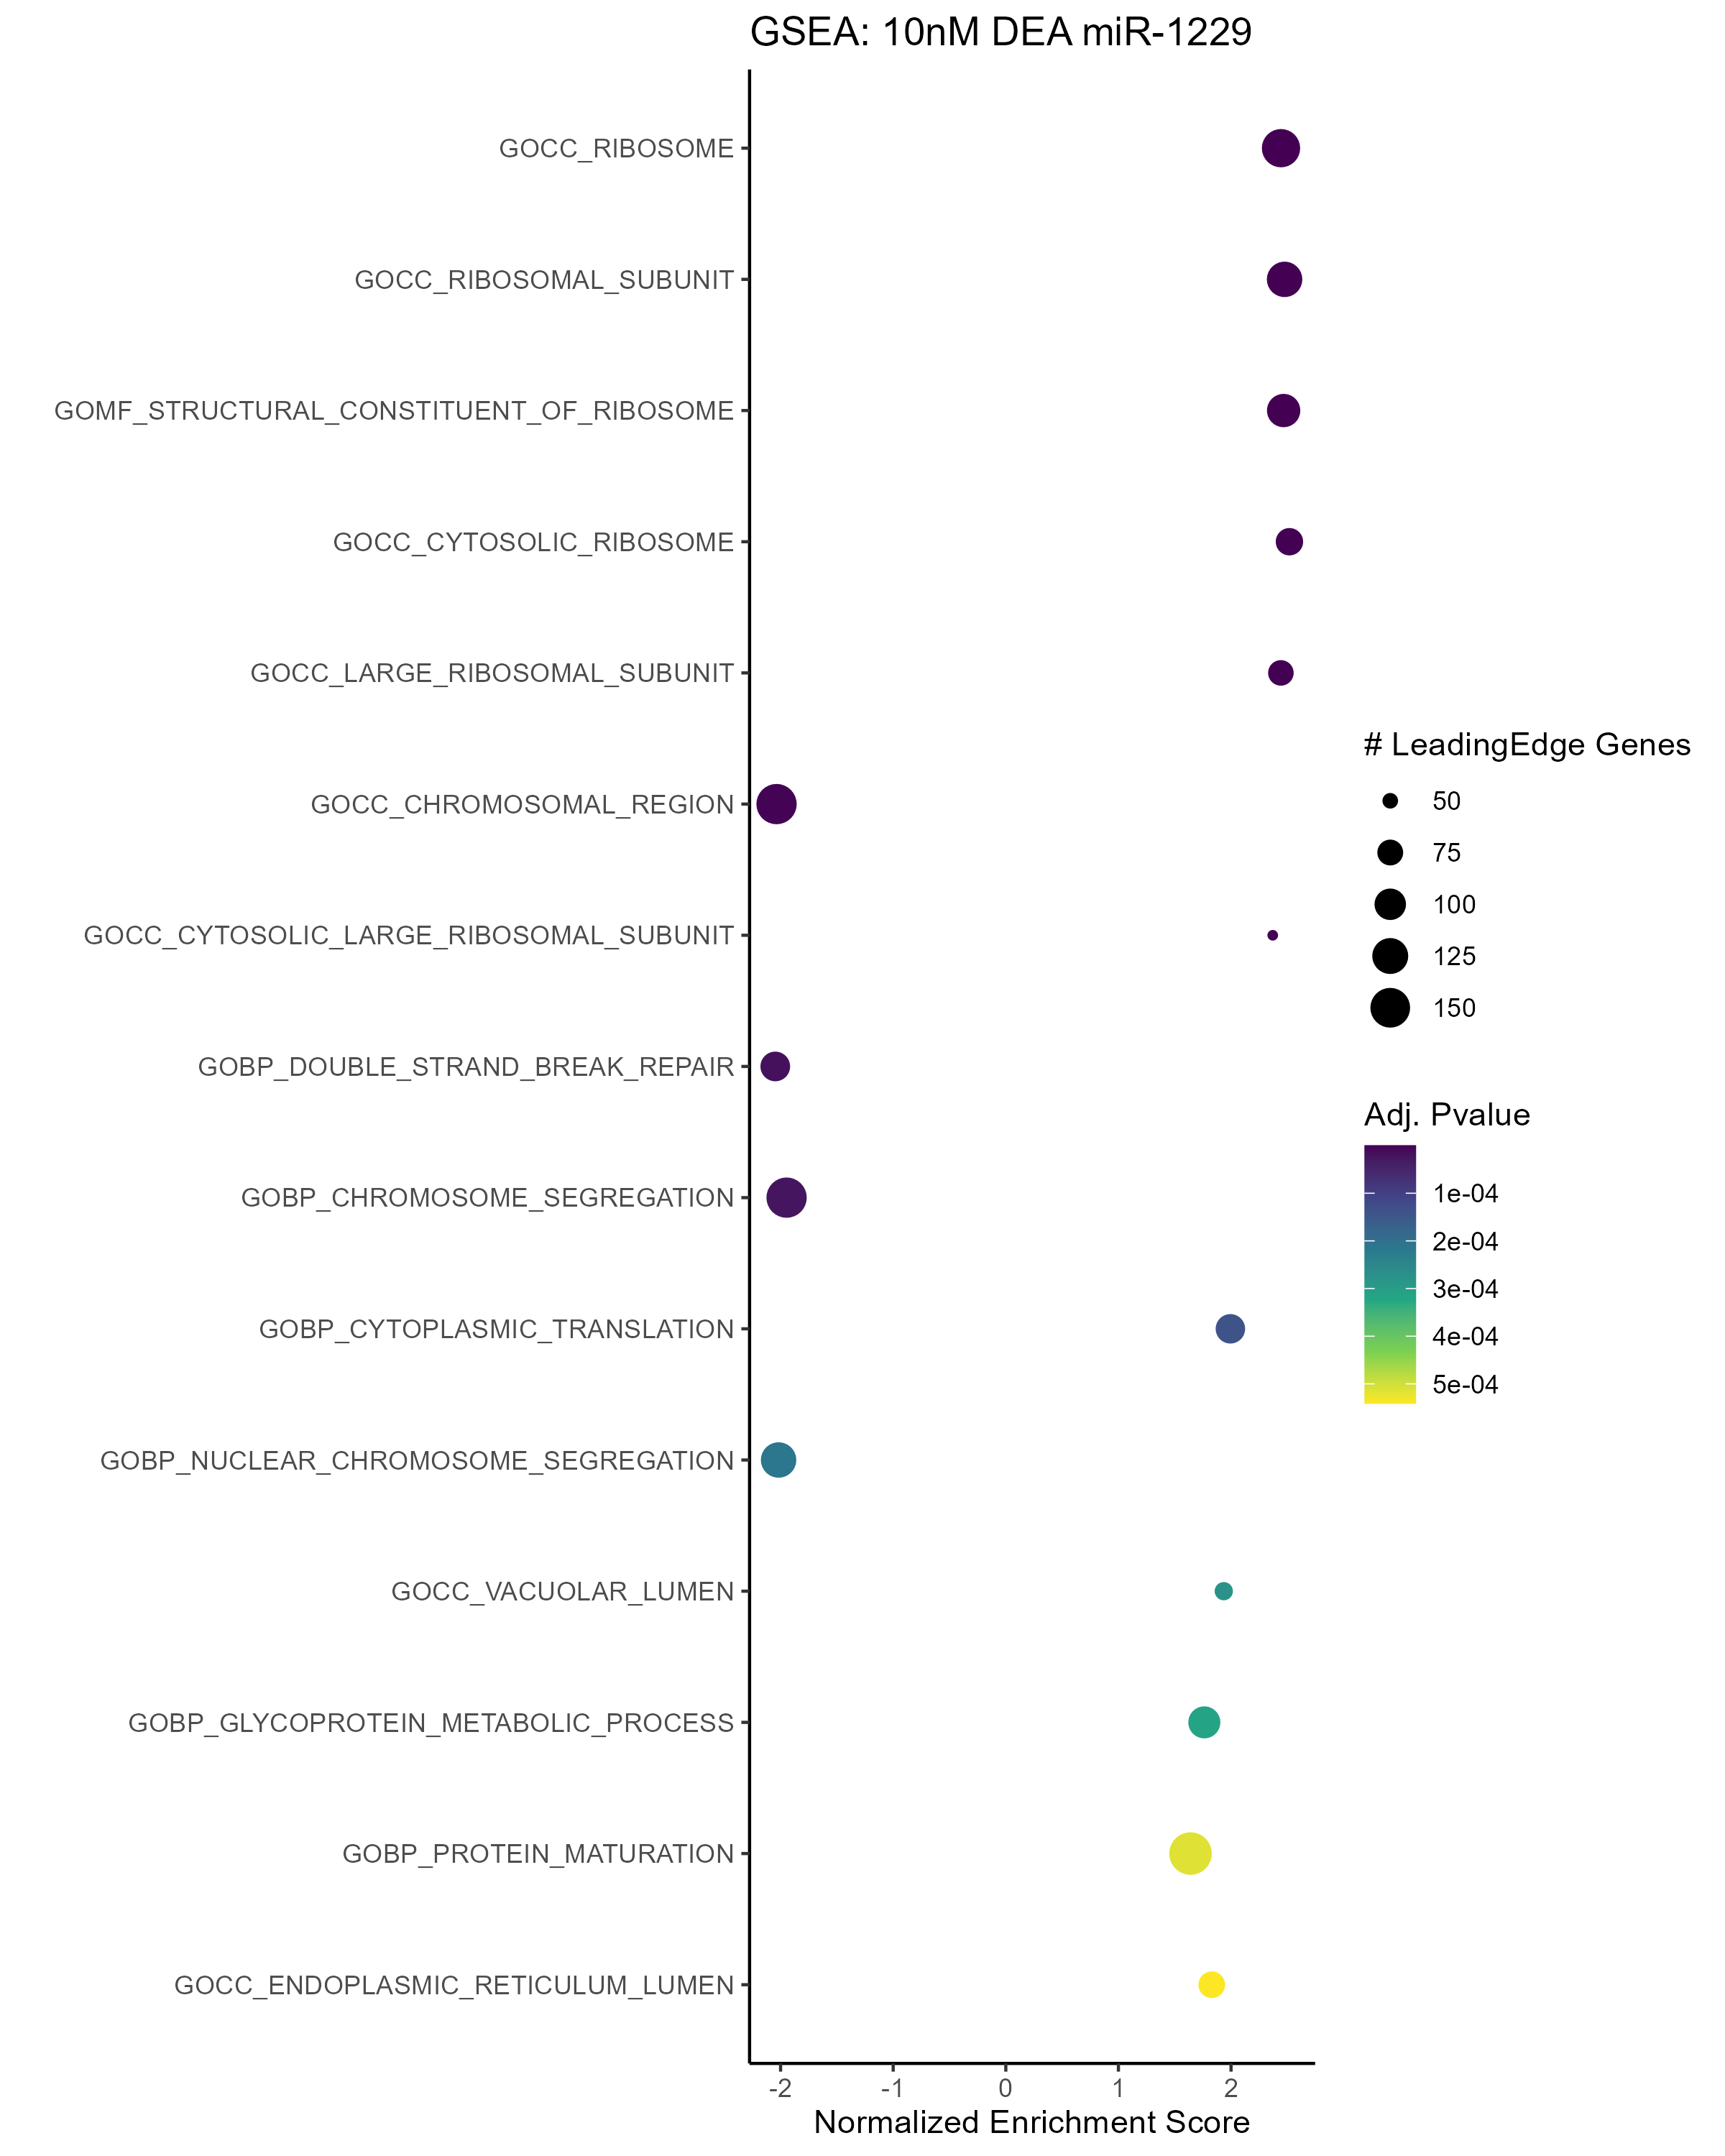 GSEA: 10nM DEA miR-1229
GOCC_RIBOSOME
GOCC_RIBOSOMAL_SUBUNIT
GOMF_STRUCTURAL_CONSTITUENT_OF_RIBOSOME
GOCC_CYTOSOLIC_RIBOSOME
GOCC_LARGE_RIBOSOMAL_SUBUNIT
GOCC_CHROMOSOMAL_REGION
GOCC_CYTOSOLIC_LARGE_RIBOSOMAL_SUBUNIT
GOBP_DOUBLE_STRAND_BREAK_REPAIR
GOBP_CHROMOSOME_SEGREGATION
GOBP_CYTOPLASMIC_TRANSLATION
GOBP_NUCLEAR_CHROMOSOME_SEGREGATION
GOCC_VACUOLAR_LUMEN
GOBP_GLYCOPROTEIN_METABOLIC_PROCESS
GOBP_PROTEIN_MATURATION
GOCC_ENDOPLASMIC_RETICULUM_LUMEN
-2 -1 0 1 2
Normalized Enrichment Score
# LeadingEdge Genes
50
75
100
125
150
Adj. Pvalue
1e-04
2e-04
3e-04
4e-04
5e-04